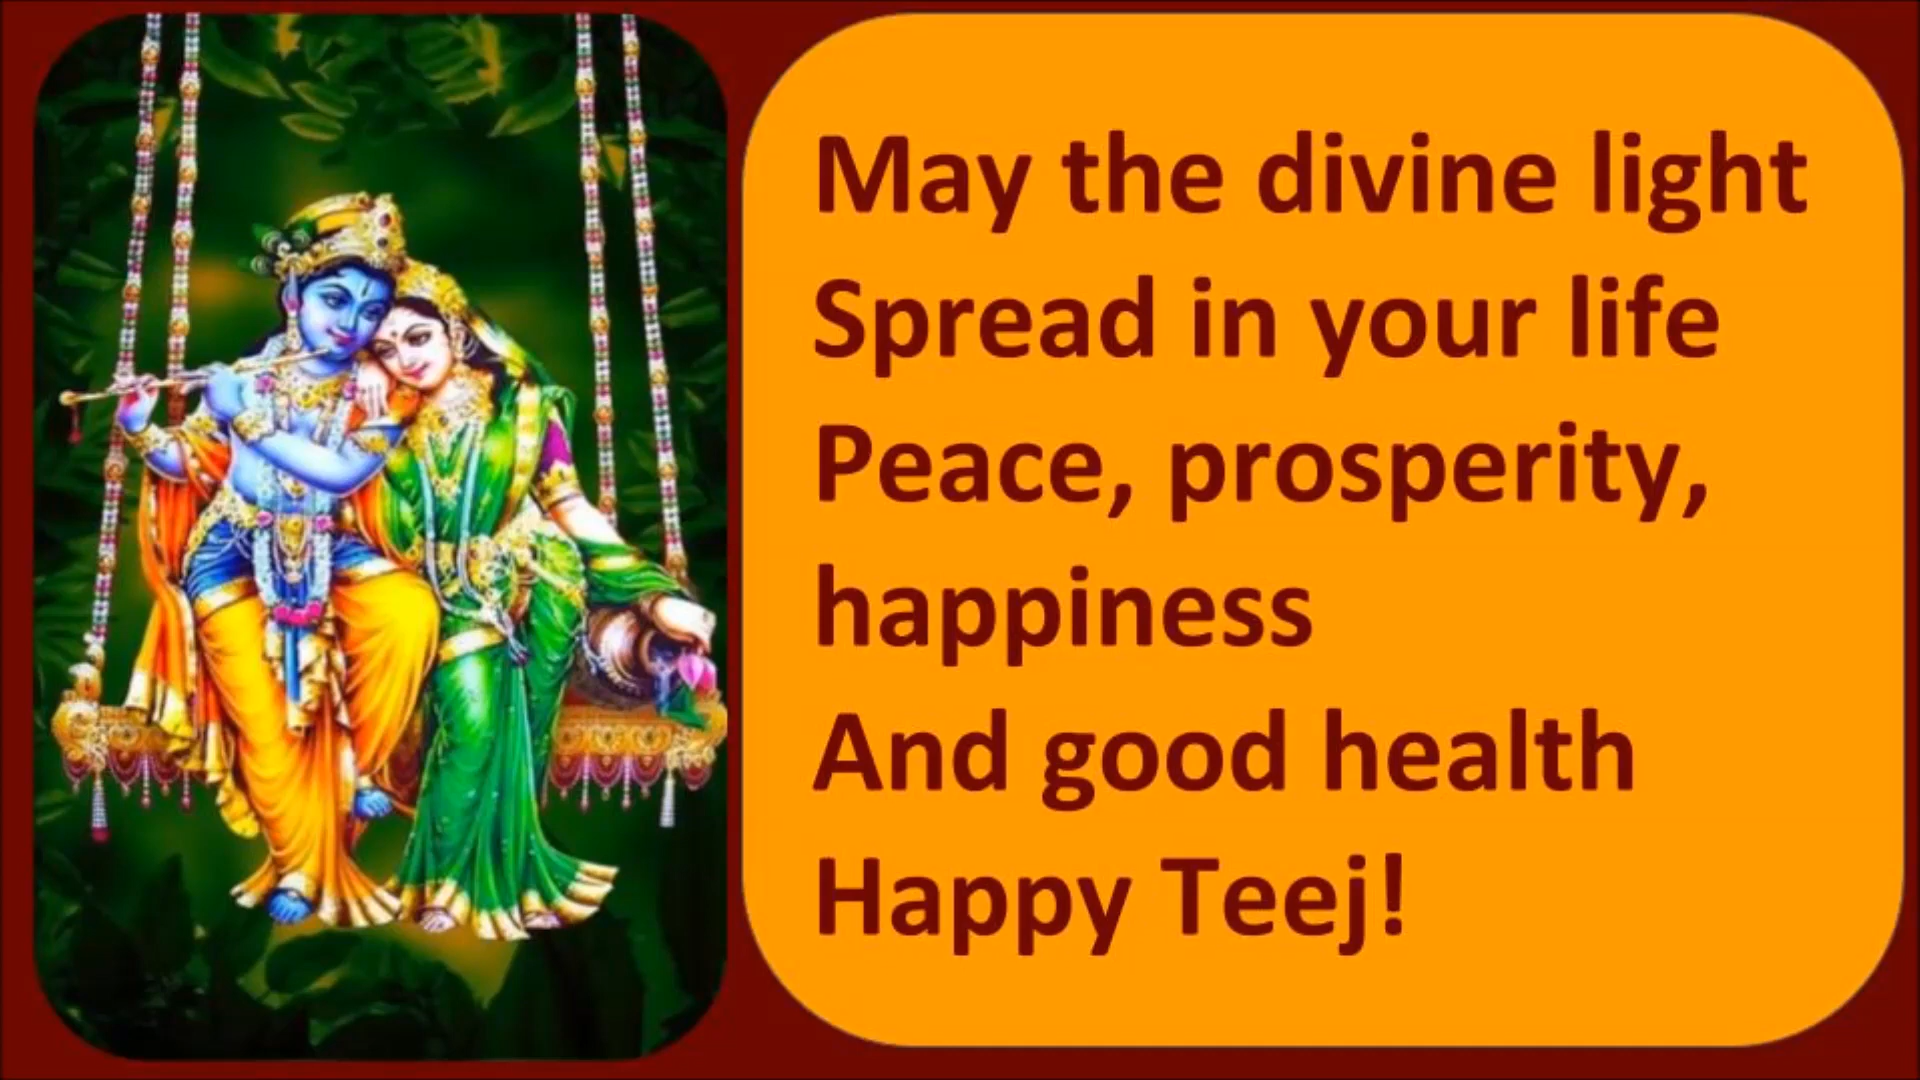 May the divine light
Spread in your life
Peace, prosperity,
happiness
And good health
Happy Teej!